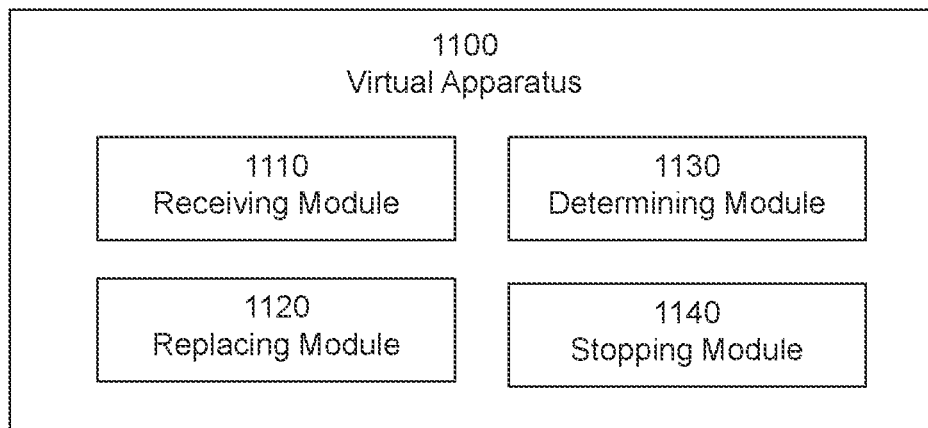 1100
Virtual Apparatus
1110
Receiving Module
1130
Determining Module
1120
Replacing Module
1140
Stopping Module